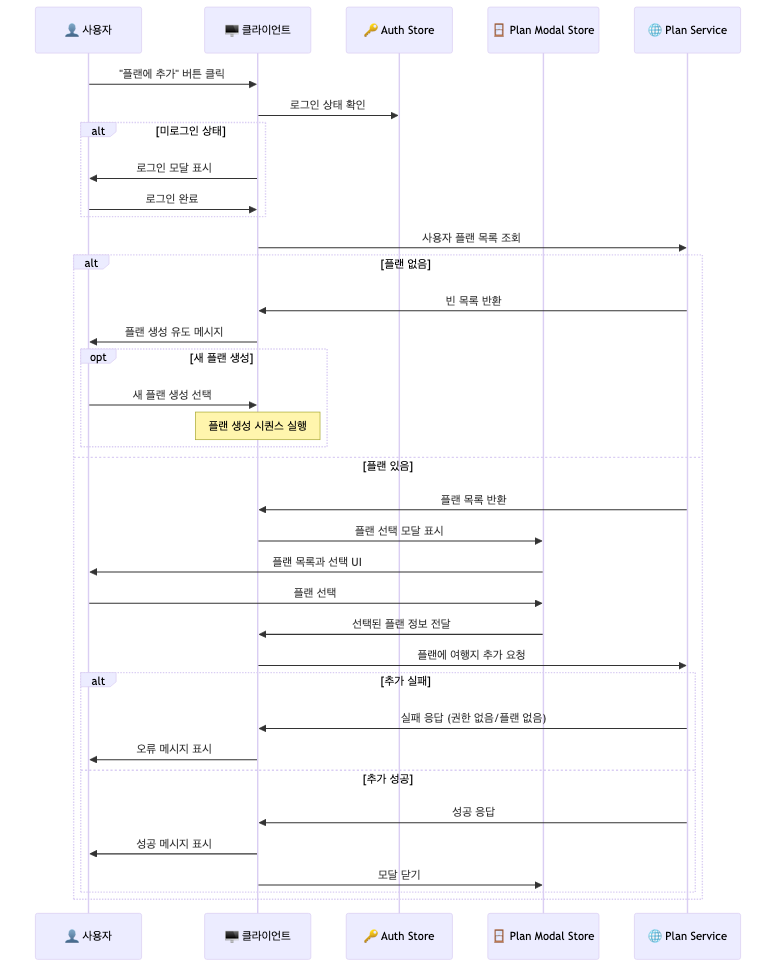 👤 사용자
🖥️ 클라이언트
🔑 Auth Store
🪟 Plan Modal Store
🌐 Plan Service
"플랜에 추가" 버튼 클릭
로그인 상태 확인
alt
[미로그인 상태]
로그인 모달 표시
로그인 완료
사용자 플랜 목록 조회
alt
[플랜 없음]
빈 목록 반환
플랜 생성 유도 메시지
opt
[새 플랜 생성]
새 플랜 생성 선택
플랜 생성 시퀀스 실행
[플랜 있음]
플랜 목록 반환
플랜 선택 모달 표시
플랜 목록과 선택 UI
플랜 선택
선택된 플랜 정보 전달
플랜에 여행지 추가 요청
alt
[추가 실패]
실패 응답 (권한 없음/플랜 없음)
오류 메시지 표시
[추가 성공]
성공 응답
성공 메시지 표시
모달 닫기
👤 사용자
🖥️ 클라이언트
🔑 Auth Store
🪟 Plan Modal Store
🌐 Plan Service